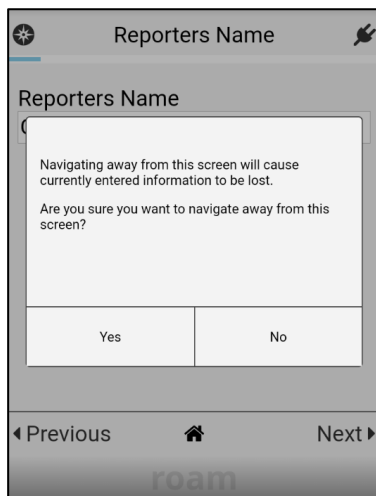 Reporters Name
Reporters Name
Navigating away from this screen will cause
currently entered information to be lost.
Are you sure you want to navigate away from this
screen?
Yes
No
Previous
Next
roam